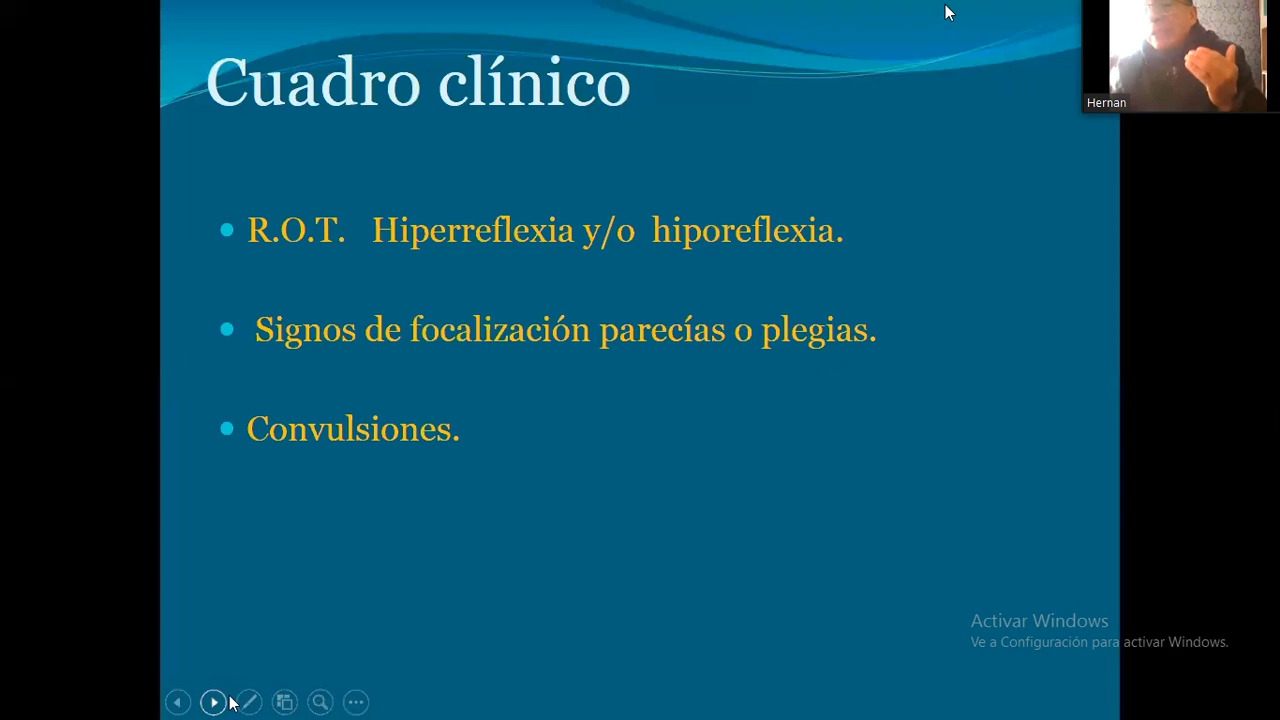 Cuadro clínico
Hernan
R.O.T. Hiperreflexia y/o hiporeflexia.
Signos de focalización parecías o plegias.
Convulsiones.
Activar Windows
Ve a Configuración para activar Windows.